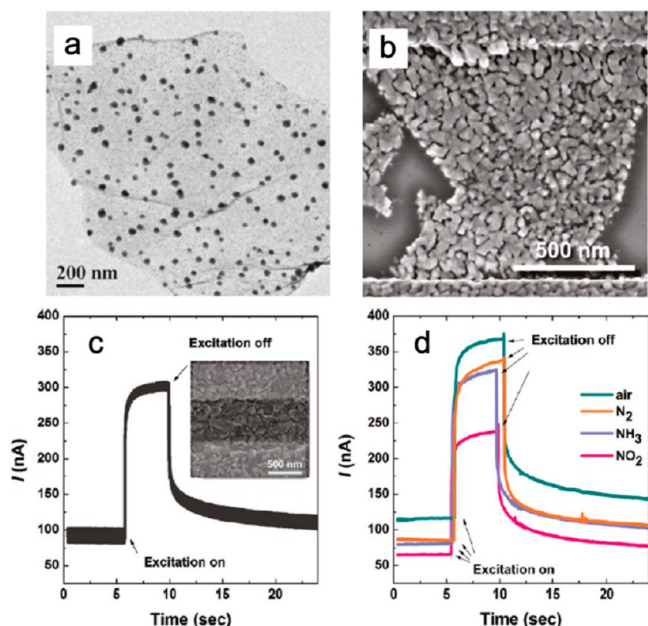 a
200 nm
b
500 nm
400
350
300
250
200
150
100
50
I (nA)
c
Excitation off
500 nm
Excitation on
0 5 10 15 20
Time (sec)
400
350
300
250
200
150
100
50
I (nA)
d
Excitation off
air
N₂
NH₃
NO₂
Excitation on
0 5 10 15 20
Time (sec)